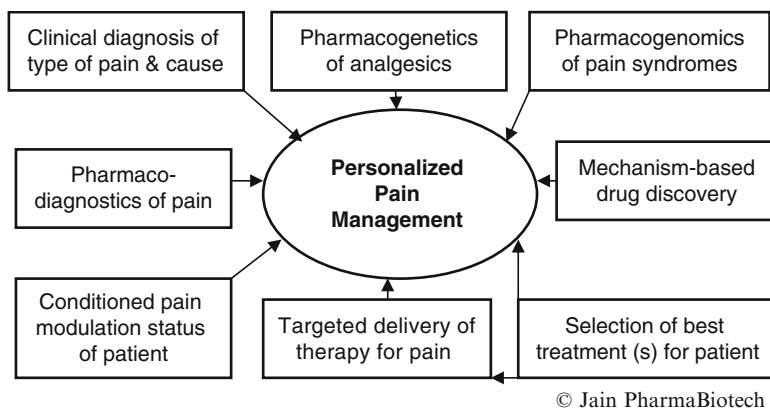 Clinical diagnosis of
type of pain & cause
Pharmacogenetics
of analgesics
Pharmacogenomics
of pain syndromes
Pharmaco-
diagnostics of pain
Personalized
Pain
Management
Mechanism-based
drug discovery
Conditioned pain
modulation status
of patient
Targeted delivery of
therapy for pain
Selection of best
treatment (s) for patient
© Jain PharmaBiotech